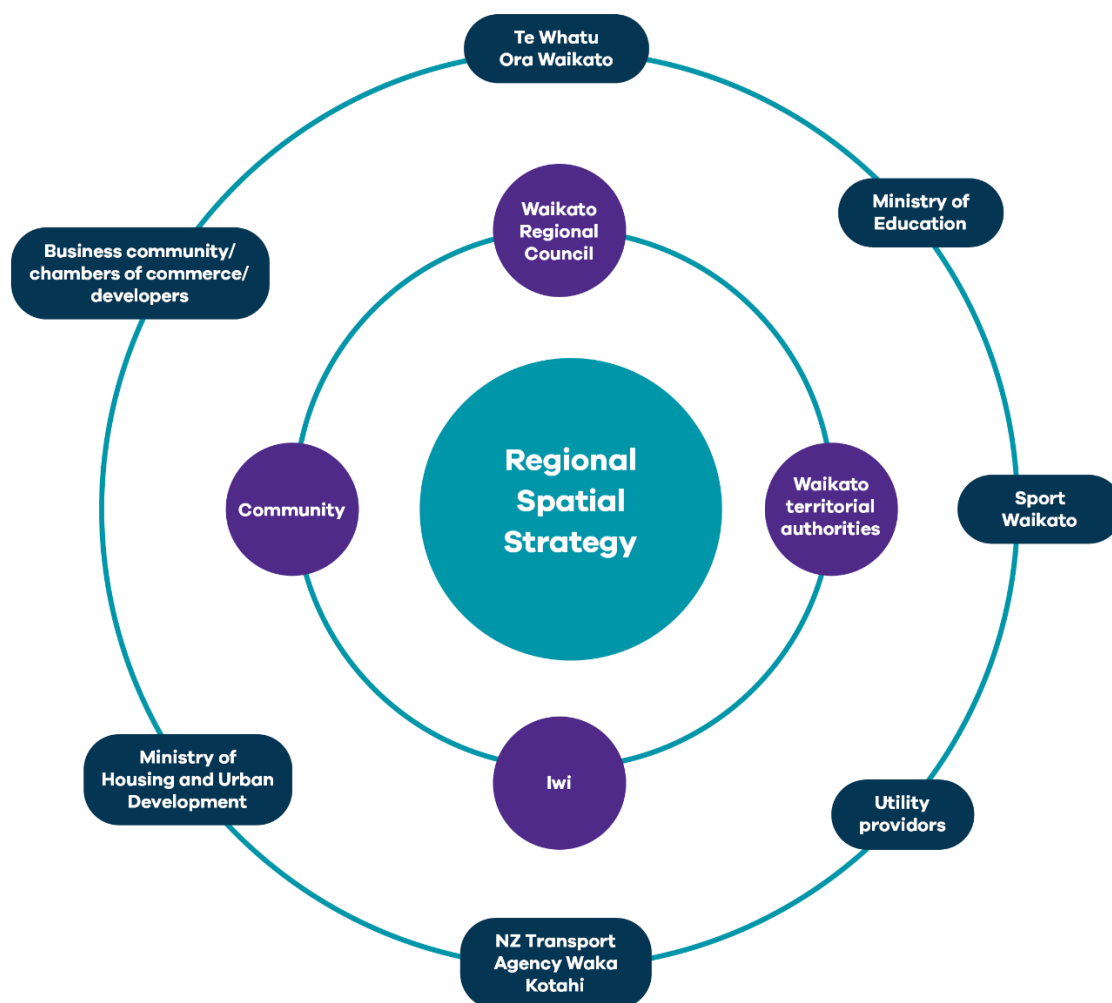 Te Whatu
Ora Waikato
Ministry of
Education
Waikato
Regional
Council
Business community/
chambers of commerce/
developers
Regional
Spatial
Strategy
Community
Waikato
territorial
authorities
Sport
Waikato
Ministry of
Housing and Urban
Development
Iwi
Utility
providors
NZ Transport
Agency Waka
Kotahi